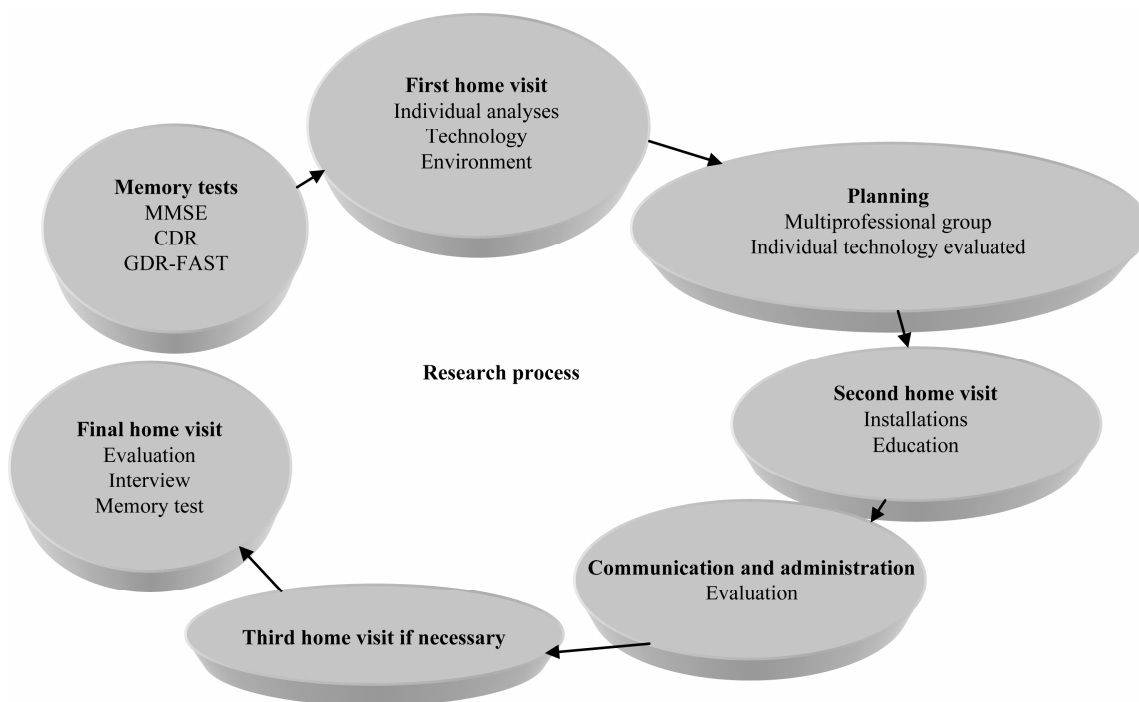 Memory tests
MMSE
CDR
GDR-FAST
First home visit
Individual analyses
Technology
Environment
Planning
Multiprofessional group
Individual technology evaluated
Second home visit
Installations
Education
Communication and administration
Evaluation
Third home visit if necessary
Final home visit
Evaluation
Interview
Memory test
Research process